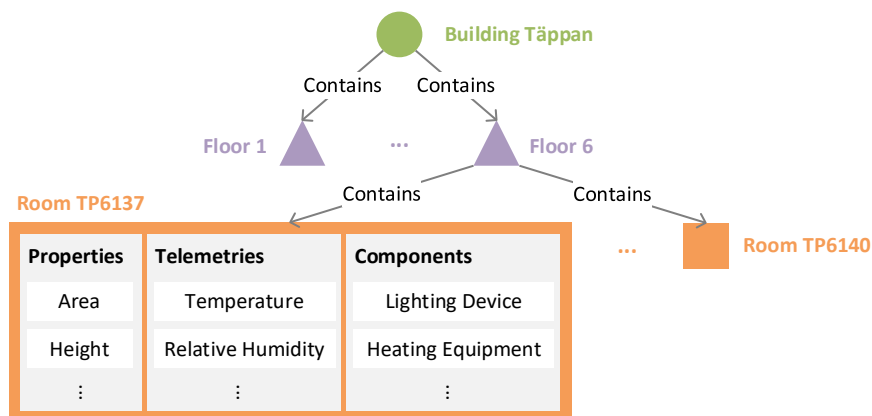 Building Täppan
Contains
Contains
Floor 1
...
Floor 6
Contains
Contains
Room TP6137
Properties
Telemetries
Components
Area
Temperature
Lighting Device
Height
Relative Humidity
Heating Equipment
⋮
⋮
⋮
...
Room TP6140